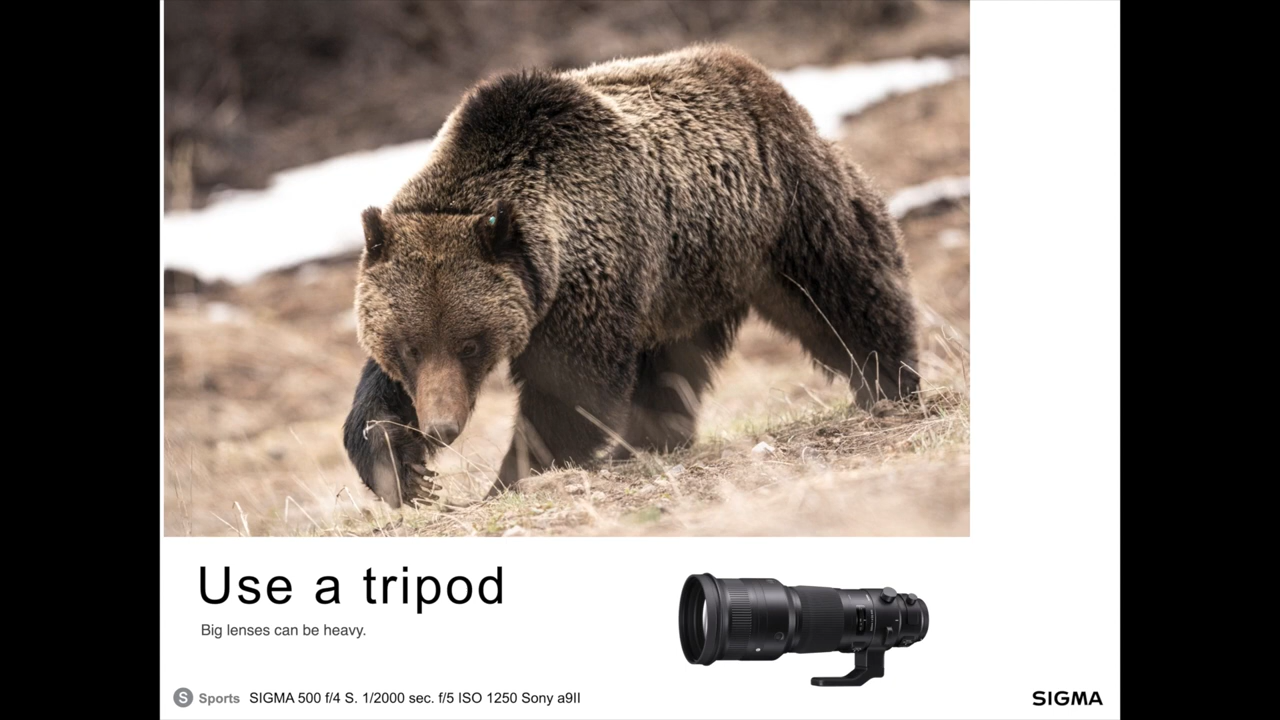 Use a tripod
Big lenses can be heavy.
S Sports SIGMA 500 f/4 S. 1/2000 sec. f/5 ISO 1250 Sony a9II
SIGMA